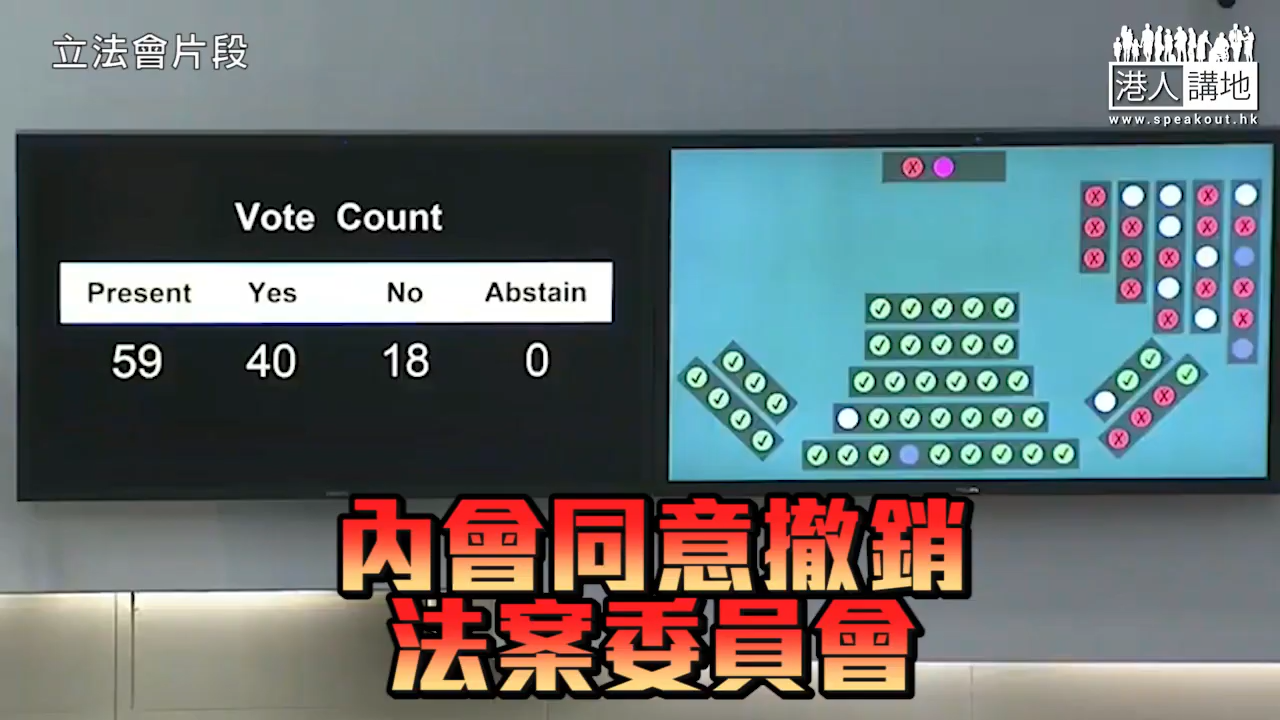 立法會片段
港人講地
www.speakout.hk
Vote Count
Present Yes No Abstain
59 40 18 0
內會同意撤銷
法案委員會